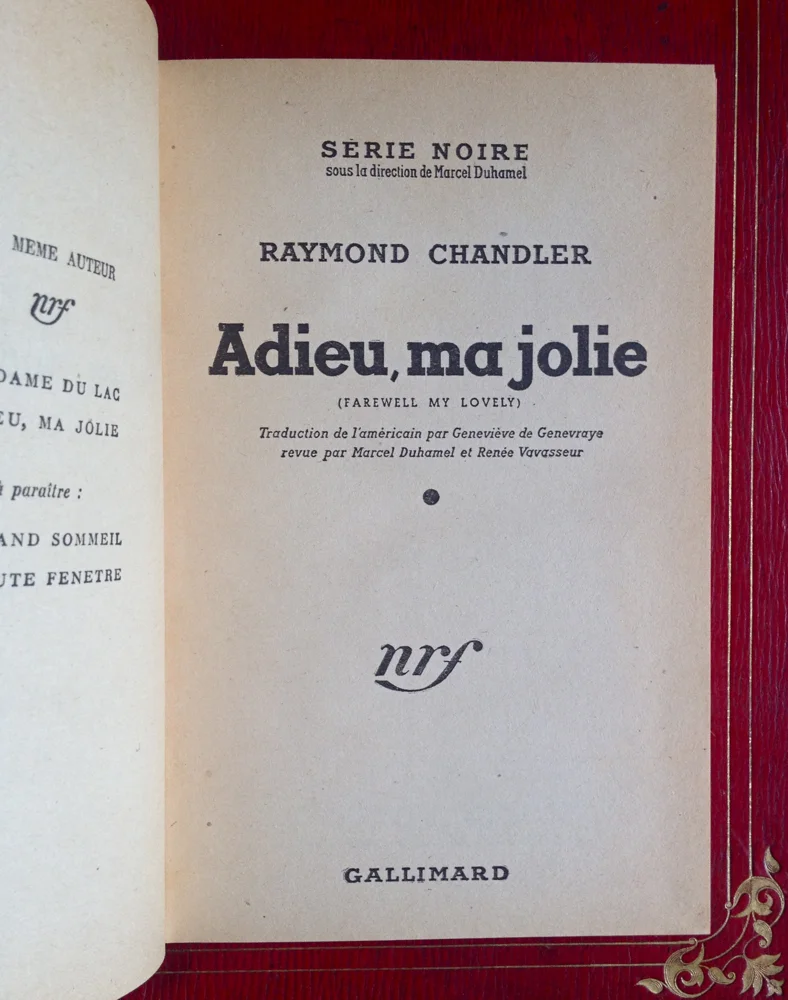 MEME AUTEUR
nrf
DAME DU LAC
EU, MA JOLIE
paraître :
AND SOMMEIL
UTE FENETRE
SÉRIE NOIRE
sous la direction de Marcel Duhamel
RAYMOND CHANDLER
Adieu, ma jolie
(FAREWELL MY LOVELY)
Traduction de l'américain par Geneviève de Genevraye
revue par Marcel Duhamel et Renée Vavasseur
nrf
GALLIMARD